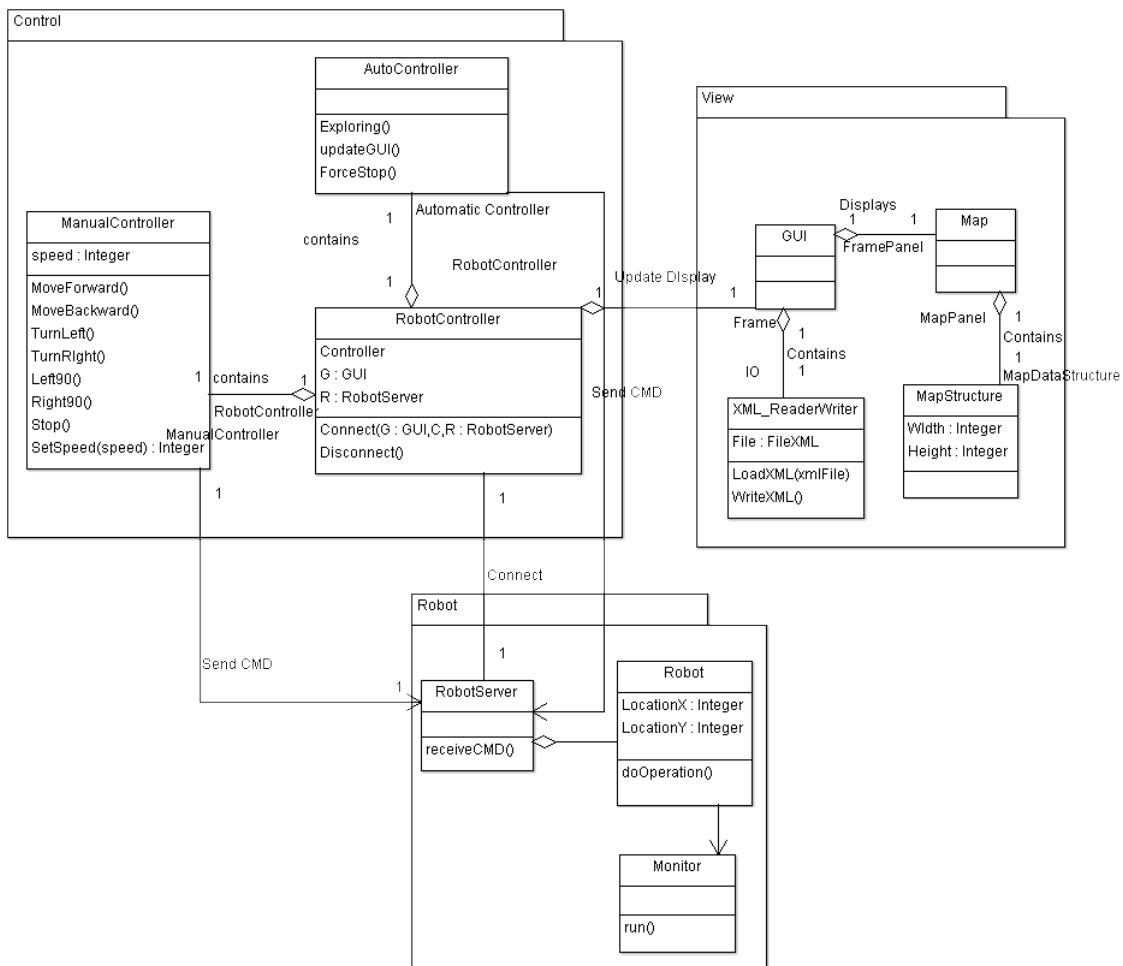 Control
AutoController
Exploring()
updateGUI()
ForceStop()
1
Automatic Controller
contains
RobotController
1
ManualController
speed : Integer
MoveForward()
MoveBackward()
TurnLeft()
TurnRIght()
Left90()
Right90()
Stop()
SetSpeed(speed) : Integer
1
contains
1
RobotController
ManualController
RobotController
Controller
G : GUI
R : RobotServer
Connect(G : GUI,C,R : RobotServer)
Disconnect()
1
Update DIsplay
1
Send CMD
1
1
Connect
Send CMD
1
1
View
GUI
Displays
1
1
FramePanel
Map
Frame
1
Contains
IO
1
MapPanel
1
Contains
1
MapDataStructure
XML_ReaderWriter
File : FileXML
LoadXML(xmlFile)
WriteXML()
MapStructure
WIdth : Integer
Height : Integer
Robot
RobotServer
receiveCMD()
Robot
LocationX : Integer
LocationY : Integer
doOperation()
Monitor
run()